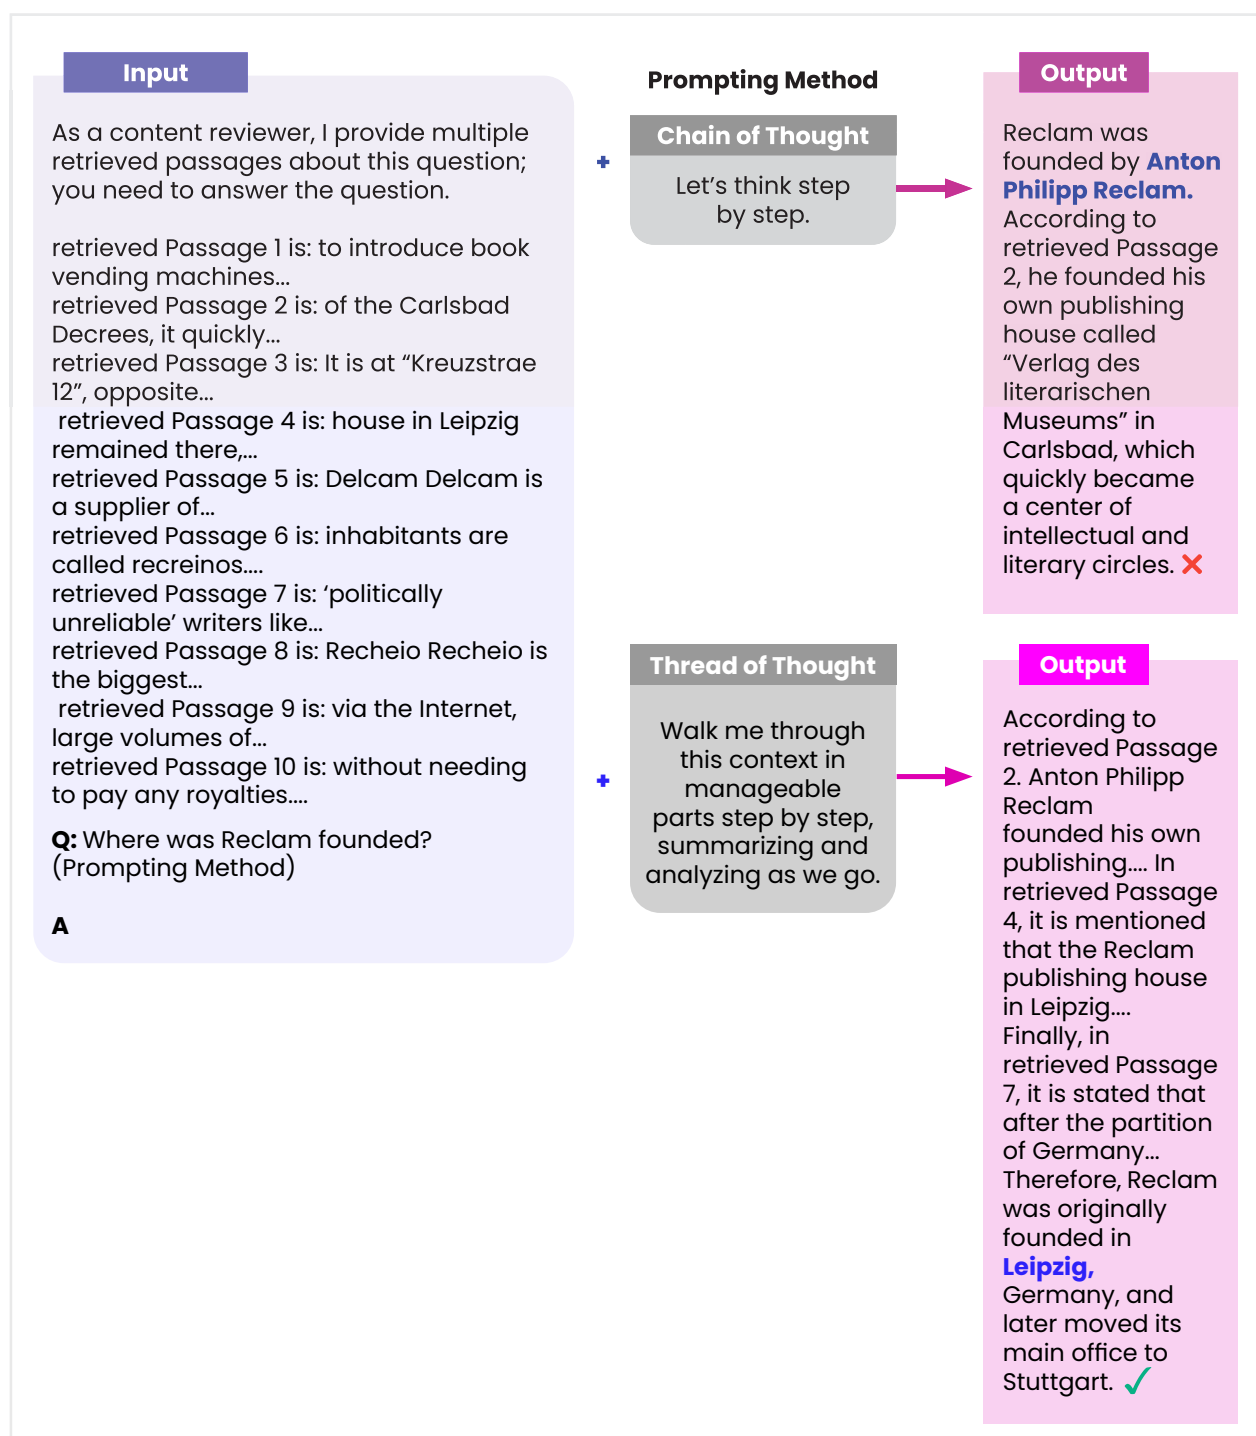 Input
As a content reviewer, I provide multiple
retrieved passages about this question;
you need to answer the question.
retrieved Passage 1 is: to introduce book
vending machines...
retrieved Passage 2 is: of the Carlsbad
Decrees, it quickly...
retrieved Passage 3 is: It is at “Kreuzstrae
12”, opposite...
retrieved Passage 4 is: house in Leipzig
remained there,...
retrieved Passage 5 is: Delcam Delcam is
a supplier of...
retrieved Passage 6 is: inhabitants are
called recreinos....
retrieved Passage 7 is: ‘politically
unreliable’ writers like...
retrieved Passage 8 is: Recheio Recheio is
the biggest...
retrieved Passage 9 is: via the Internet,
large volumes of...
retrieved Passage 10 is: without needing
to pay any royalties....
Q: Where was Reclam founded?
(Prompting Method)
A
Prompting Method
+
Chain of Thought
Let’s think step
by step.
Output
Reclam was
founded by Anton
Philipp Reclam.
According to
retrieved Passage
2, he founded his
own publishing
house called
“Verlag des
literarischen
Museums” in
Carlsbad, which
quickly became
a center of
intellectual and
literary circles.
+
Thread of Thought
Walk me through
this context in
manageable
parts step by step,
summarizing and
analyzing as we go.
Output
According to
retrieved Passage
2. Anton Philipp
Reclam
founded his own
publishing.... In
retrieved Passage
4, it is mentioned
that the Reclam
publishing house
in Leipzig....
Finally, in
retrieved Passage
7, it is stated that
after the partition
of Germany...
Therefore, Reclam
was originally
founded in
Leipzig,
Germany, and
later moved its
main office to
Stuttgart.